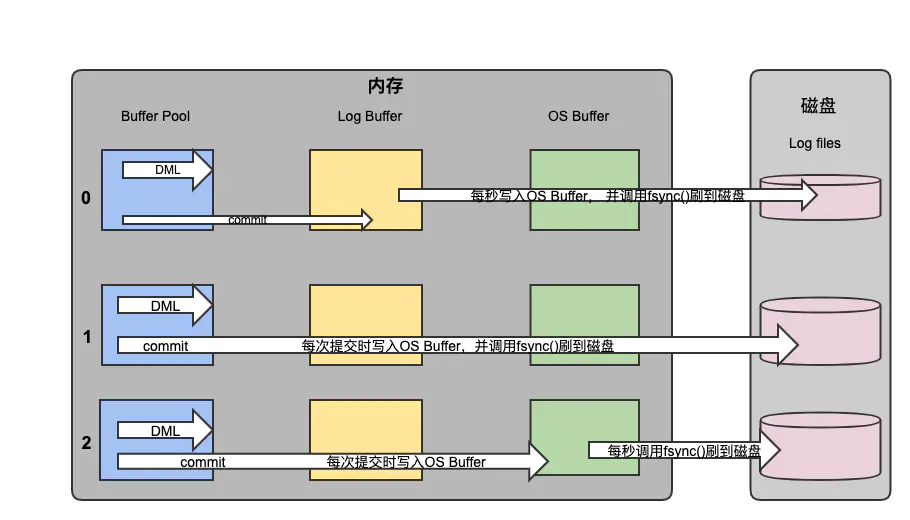 内存
磁盘
Buffer Pool
Log Buffer
OS Buffer
Log files
0
DML
commit
每秒写入OS Buffer， 并调用fsync()刷到磁盘
1
DML
commit
每次提交时写入OS Buffer，并调用fsync()刷到磁盘
2
DML
commit
每次提交时写入OS Buffer
每秒调用fsync()刷到磁盘